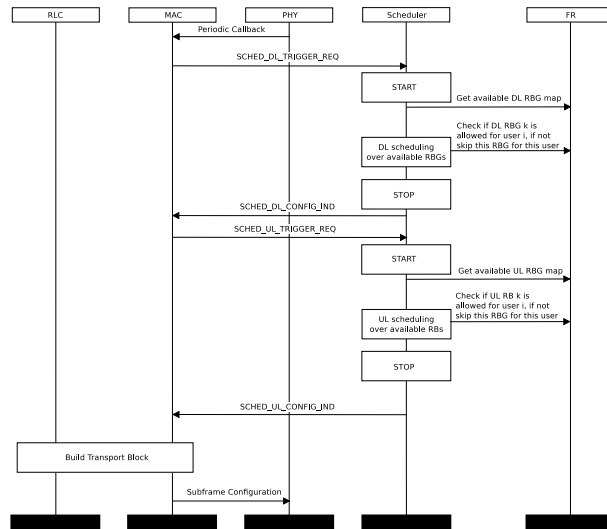 RLC
MAC
PHY
Scheduler
FR
Periodic Callback
SCHED_DL_TRIGGER_REQ
START
Get available DL RBG map
Check if DL RBG k is
allowed for user i, if not
skip this RBG for this user
DL scheduling
over available RBGs
STOP
SCHED_DL_CONFIG_IND
SCHED_UL_TRIGGER_REQ
START
Get available UL RBG map
Check if UL RB k is
allowed for user i, if not
skip this RBG for this user
UL scheduling
over available RBs
STOP
SCHED_UL_CONFIG_IND
Build Transport Block
Subframe Configuration